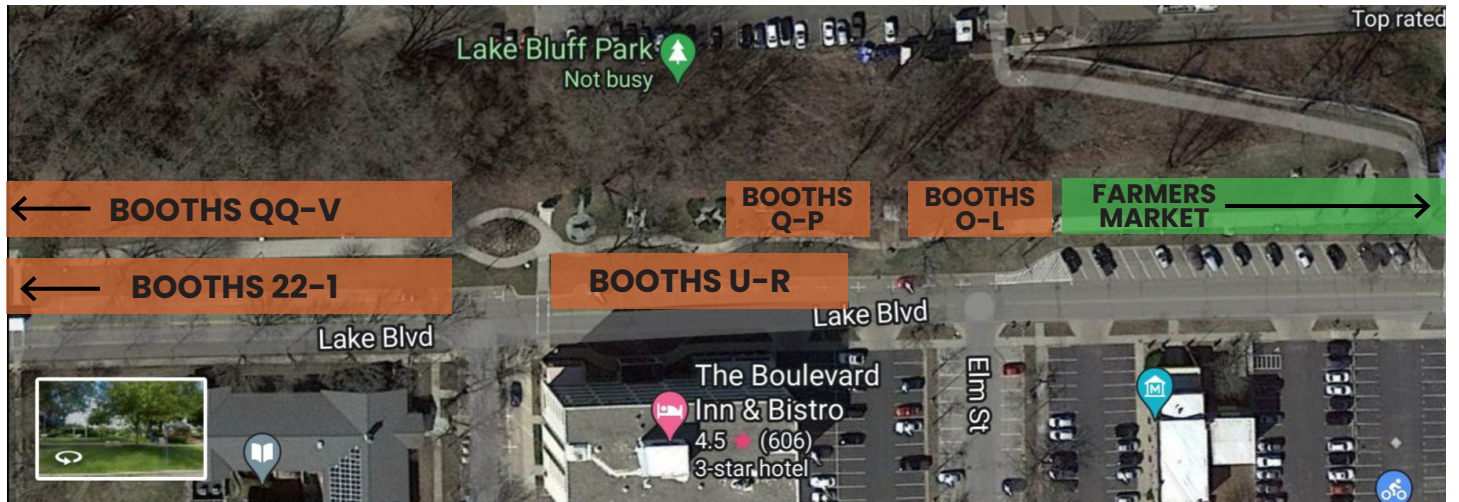 Top rated
Lake Bluff Park
Not busy
BOOTHS QQ-V
BOOTHS
Q-P
BOOTHS
O-L
FARMERS
MARKET
BOOTHS 22-1
BOOTHS U-R
Lake Blvd
Lake Blvd
Elm St
The Boulevard
Inn & Bistro
4.5 ★ (606)
3-star hotel
M